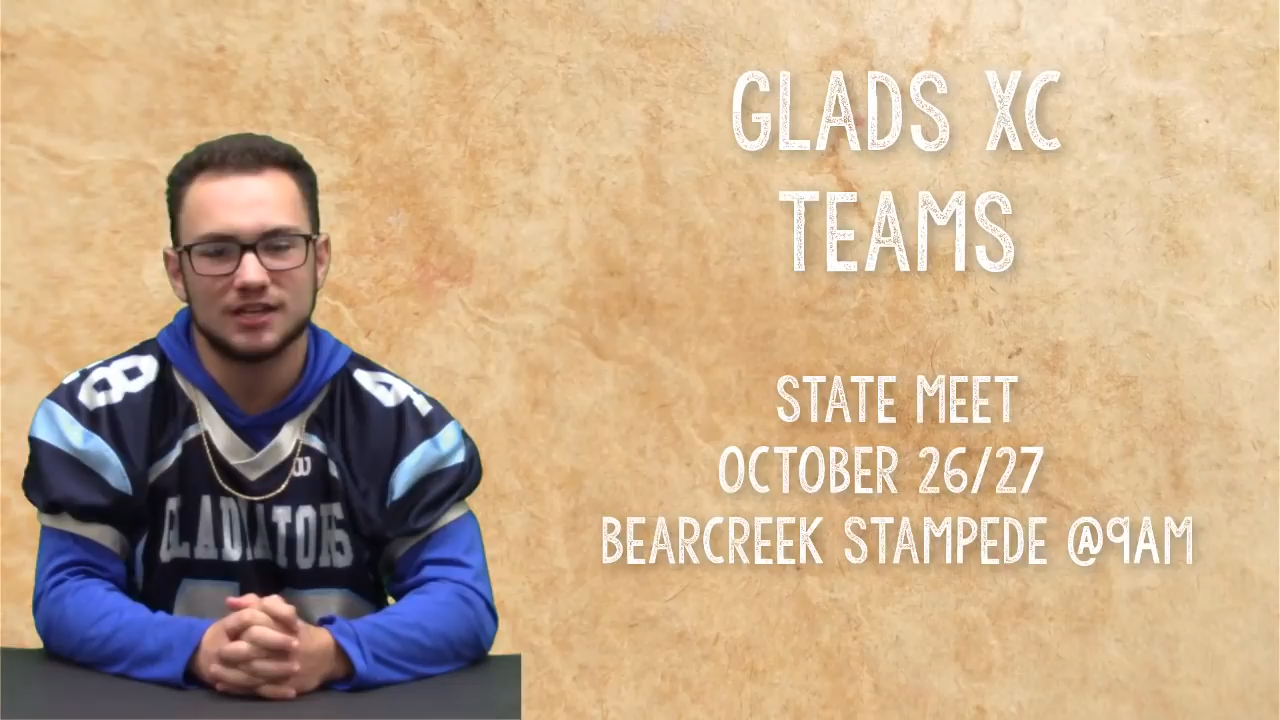 GLADS XC
TEAMS
STATE MEET
OCTOBER 26/27
BEARCREEK STAMPEDE @9AM
GLADIATORS